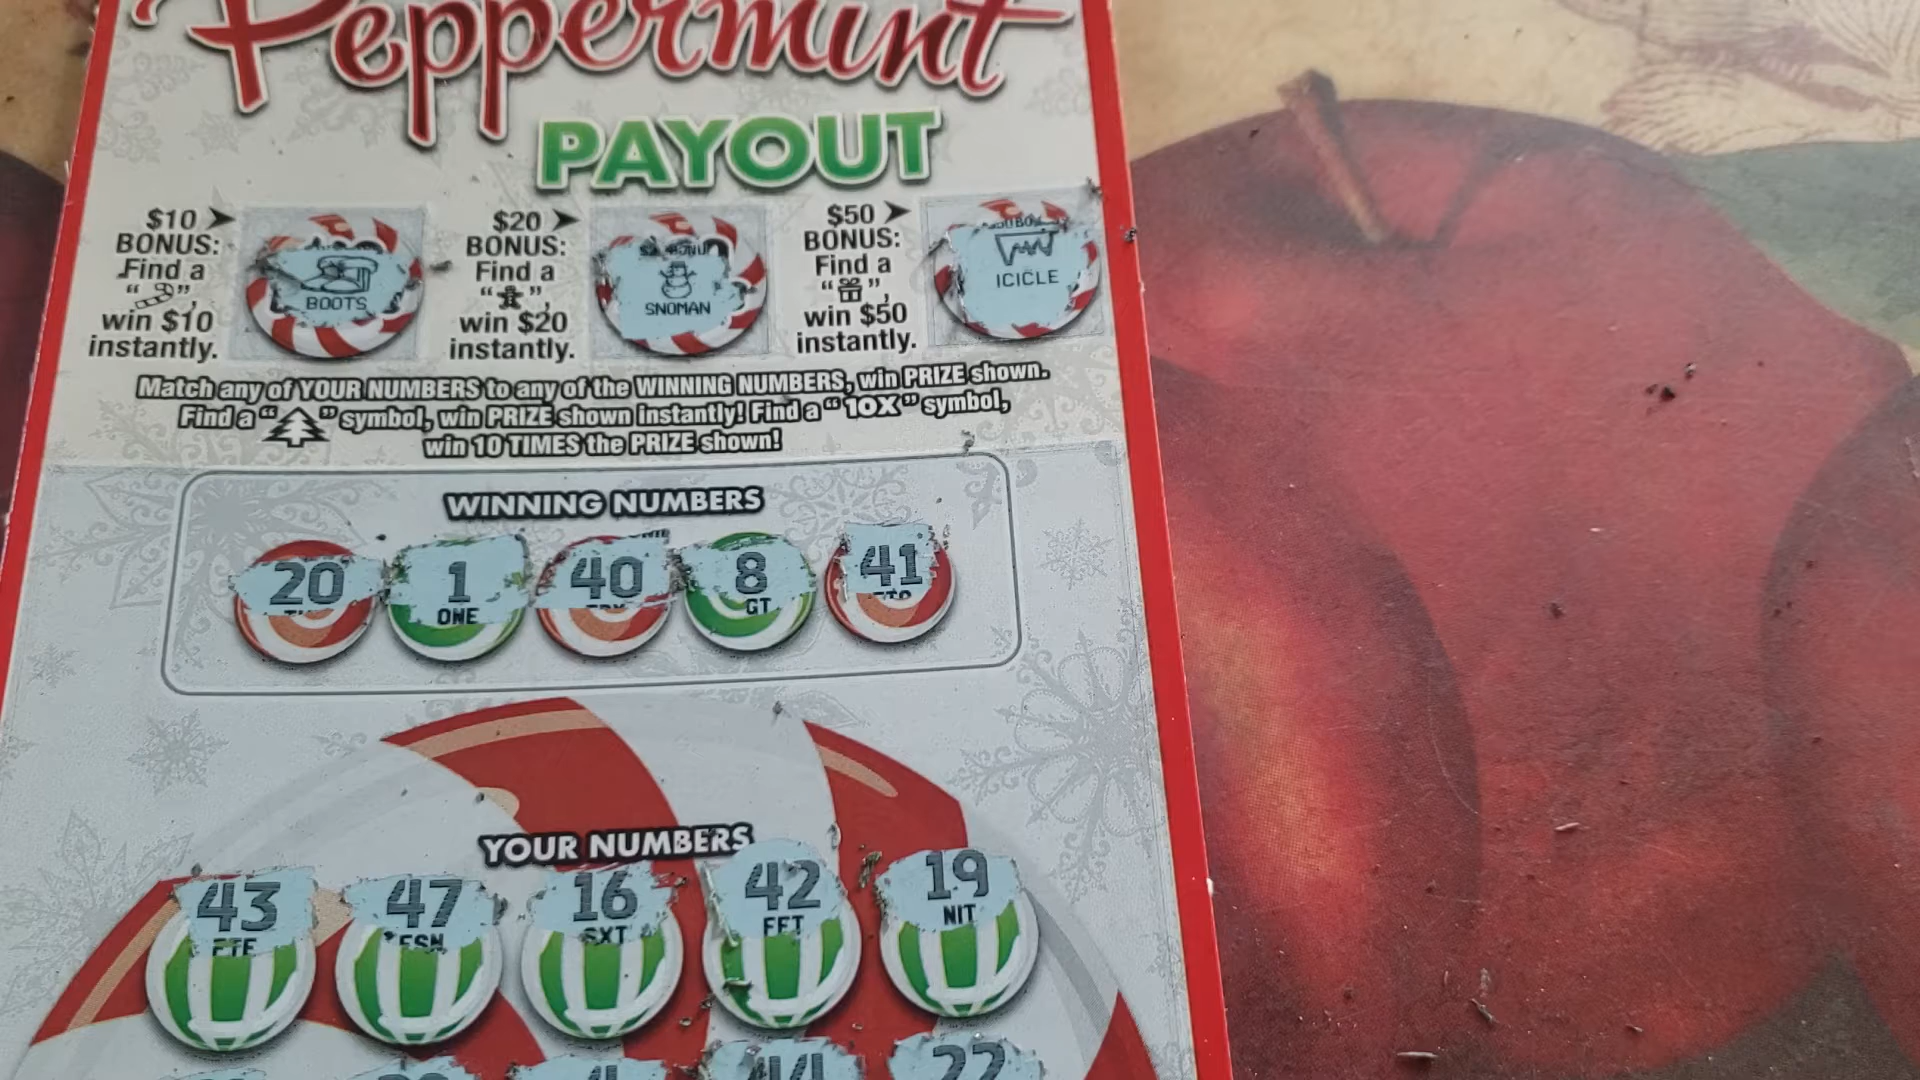 Peppermint
PAYOUT
$10
BONUS:
Find a
“ ”,
win $10
instantly.
BOOTS
$20
BONUS:
Find a
“ ”,
win $20
instantly.
SNOMAN
$50
BONUS:
Find a
“ ”,
win $50
instantly.
ICICLE
Match any of YOUR NUMBERS to any of the WINNING NUMBERS, win PRIZE shown.
Find a “ ” symbol, win PRIZE shown instantly! Find a “10X” symbol,
win 10 TIMES the PRIZE shown!
WINNING NUMBERS
20 1 40 8 41
ONE GT
YOUR NUMBERS
43 47 16 42 19
SXT FFT NIT
44 22